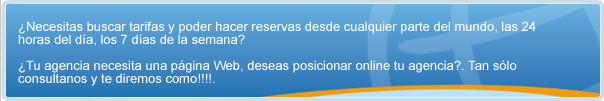 ¿Necesitas buscar tarifas y poder hacer reservas desde cualquier parte del mundo, las 24
horas del día, los 7 días de la semana?
¿Tu agencia necesita una página Web, deseas posicionar online tu agencia?. Tan sólo
consultanos y te diremos como!!!!.